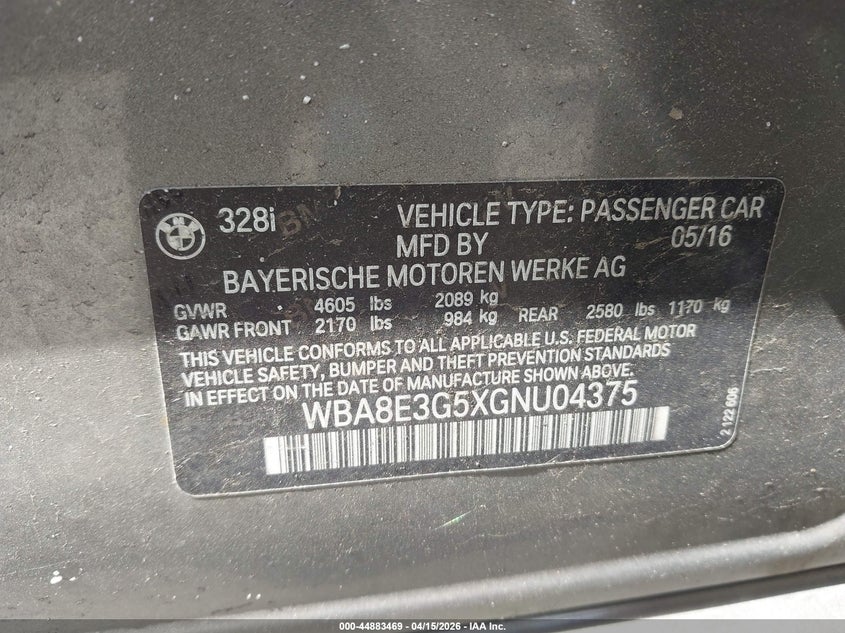 328i VEHICLE TYPE: PASSENGER CAR
MFD BY 05/16
BAYERISCHE MOTOREN WERKE AG
GVWR 4605 lbs 2089 kg
GAWR FRONT 2170 lbs 984 kg REAR 2580 lbs 1170 kg
THIS VEHICLE CONFORMS TO ALL APPLICABLE U.S. FEDERAL MOTOR
VEHICLE SAFETY, BUMPER AND THEFT PREVENTION STANDARDS
IN EFFECT ON THE DATE OF MANUFACTURE SHOWN ABOVE.
WBA8E3G5XGNU04375
2 122 606
000-44883469 - 04/15/2026 - IAA Inc.